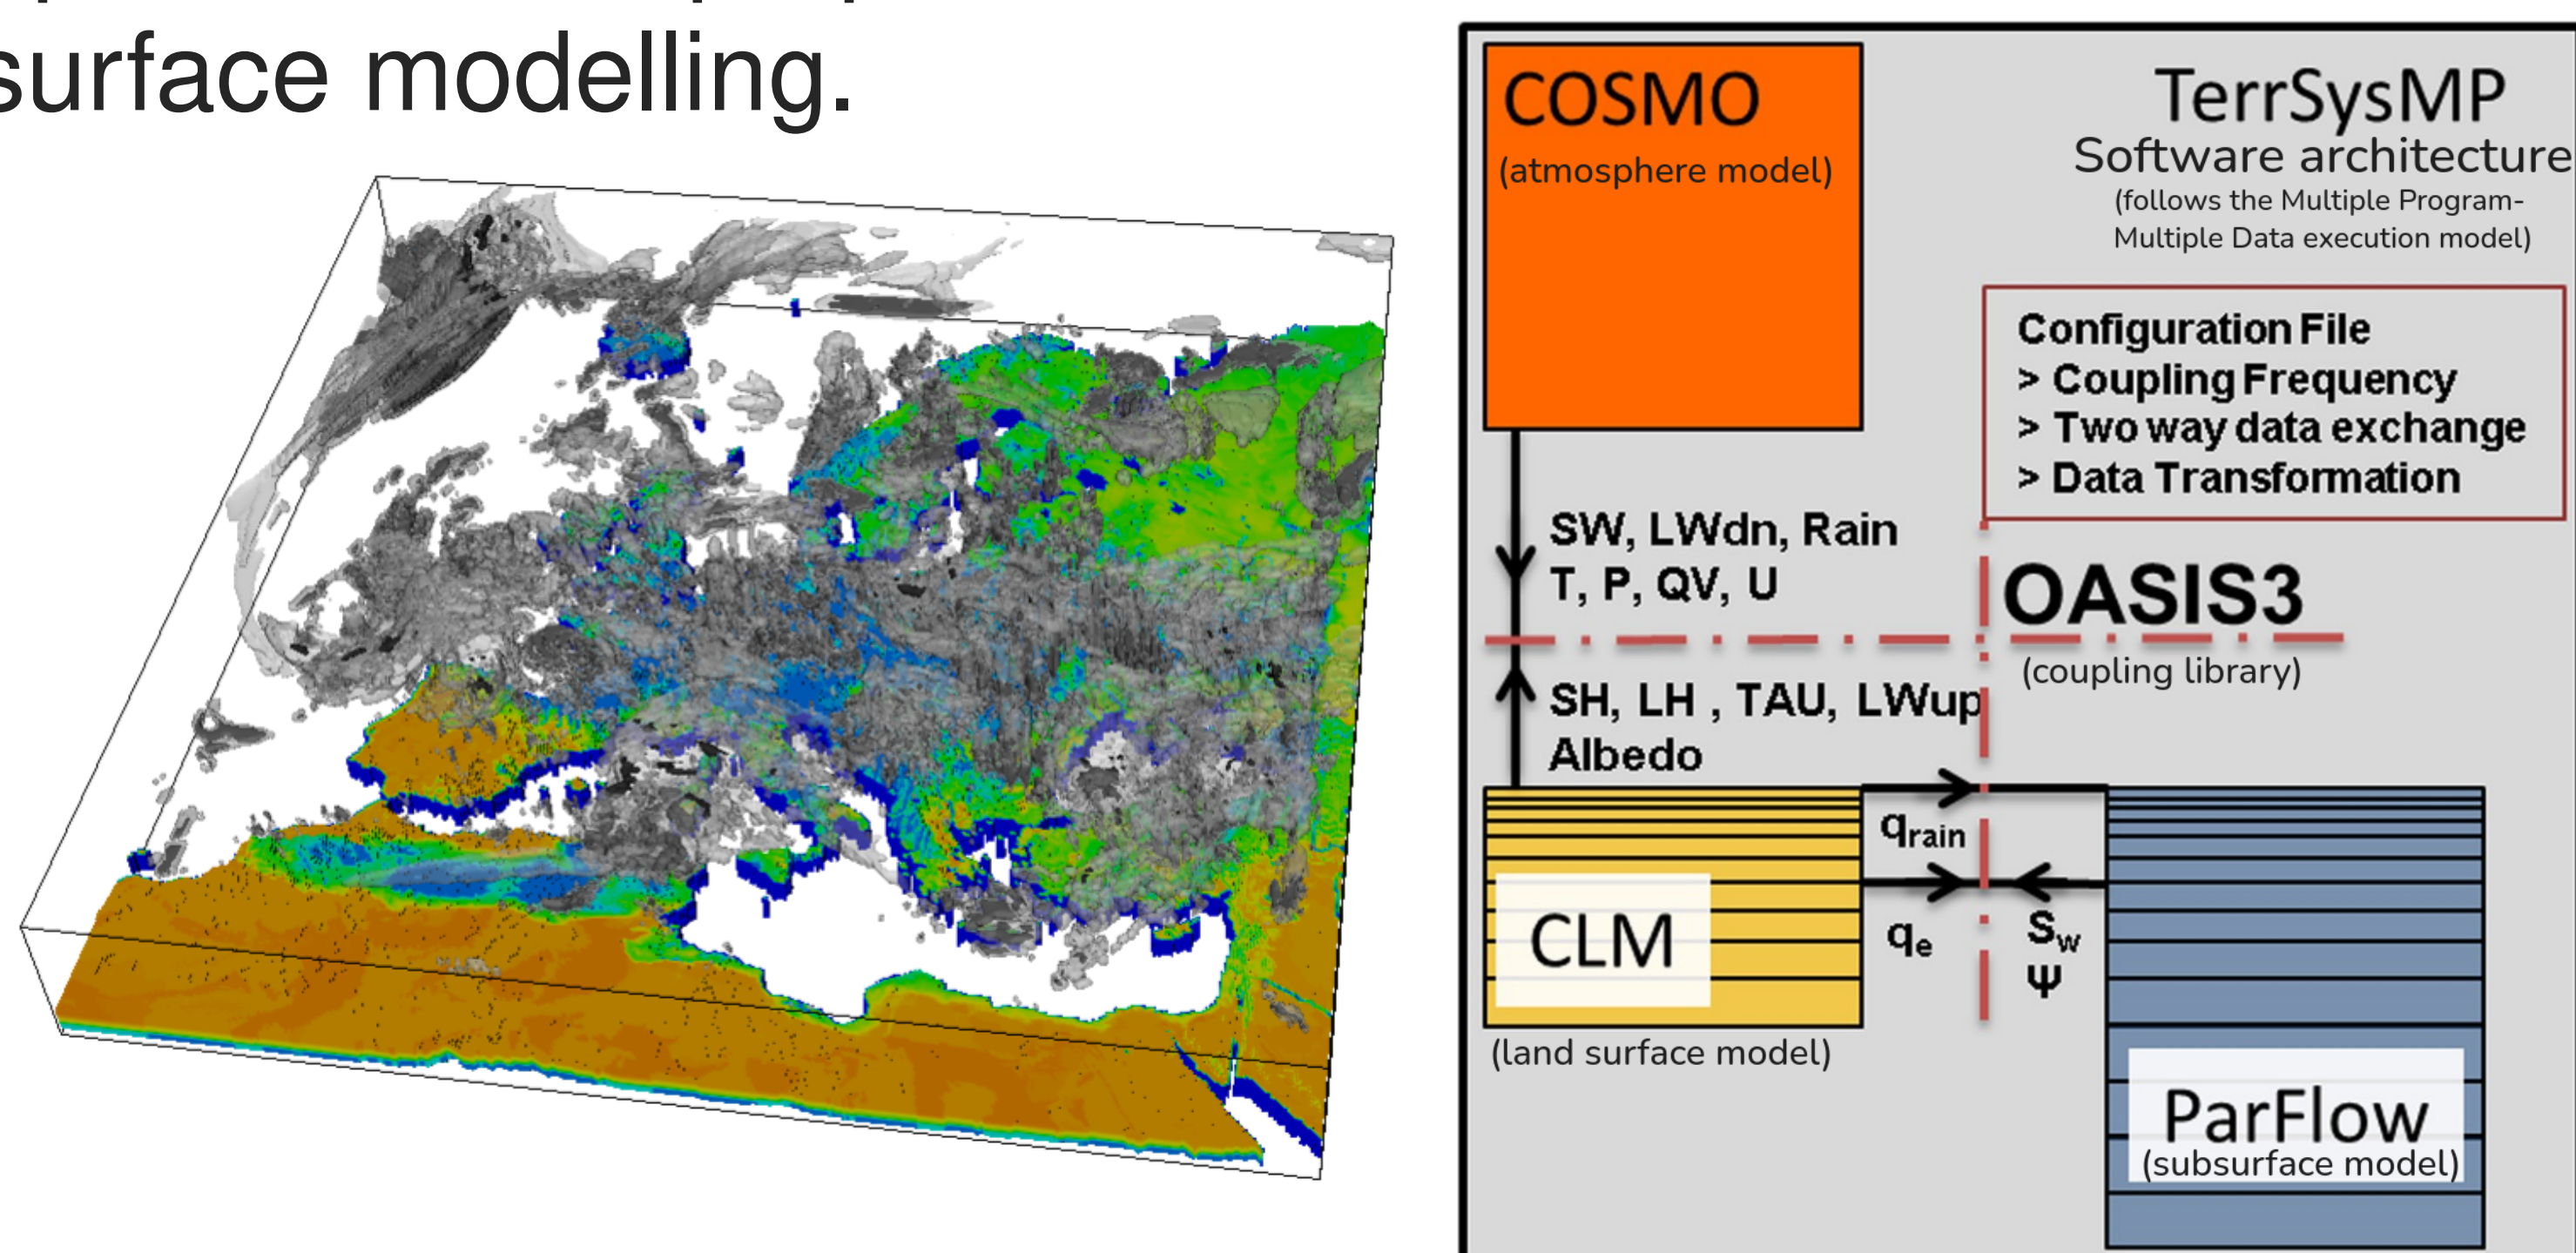 surface modelling.
COSMO
(atmosphere model)
TerrSysMP
Software architecture
(follows the Multiple Program-
Multiple Data execution model)
Configuration File
> Coupling Frequency
> Two way data exchange
> Data Transformation
SW, LWdn, Rain
T, P, QV, U
OASIS3
(coupling library)
SH, LH , TAU, LWup
Albedo
qrain
qe
Sw
Ψ
CLM
(land surface model)
ParFlow
(subsurface model)